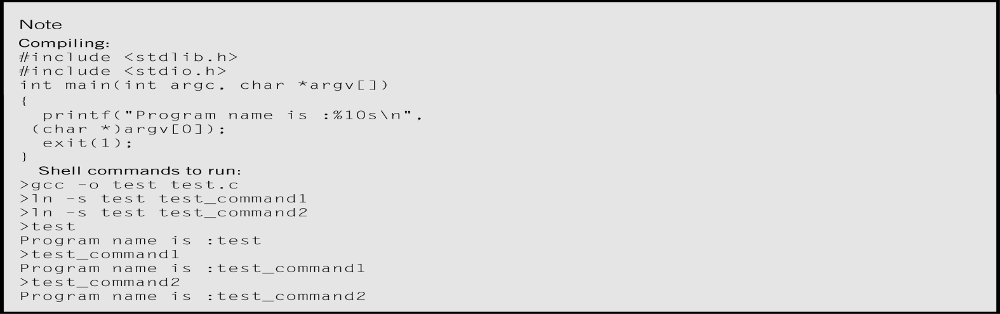 Note
Compiling:
#include <stdlib.h>
#include <stdio.h>
int main(int argc, char *argv[])
{
  printf("Program name is :%10s\n",
 (char *)argv[0]);
  exit(1);
}
Shell commands to run:
>gcc -o test test.c
>ln -s test test_command1
>ln -s test test_command2
>test
Program name is :test
>test_command1
Program name is :test_command1
>test_command2
Program name is :test_command2